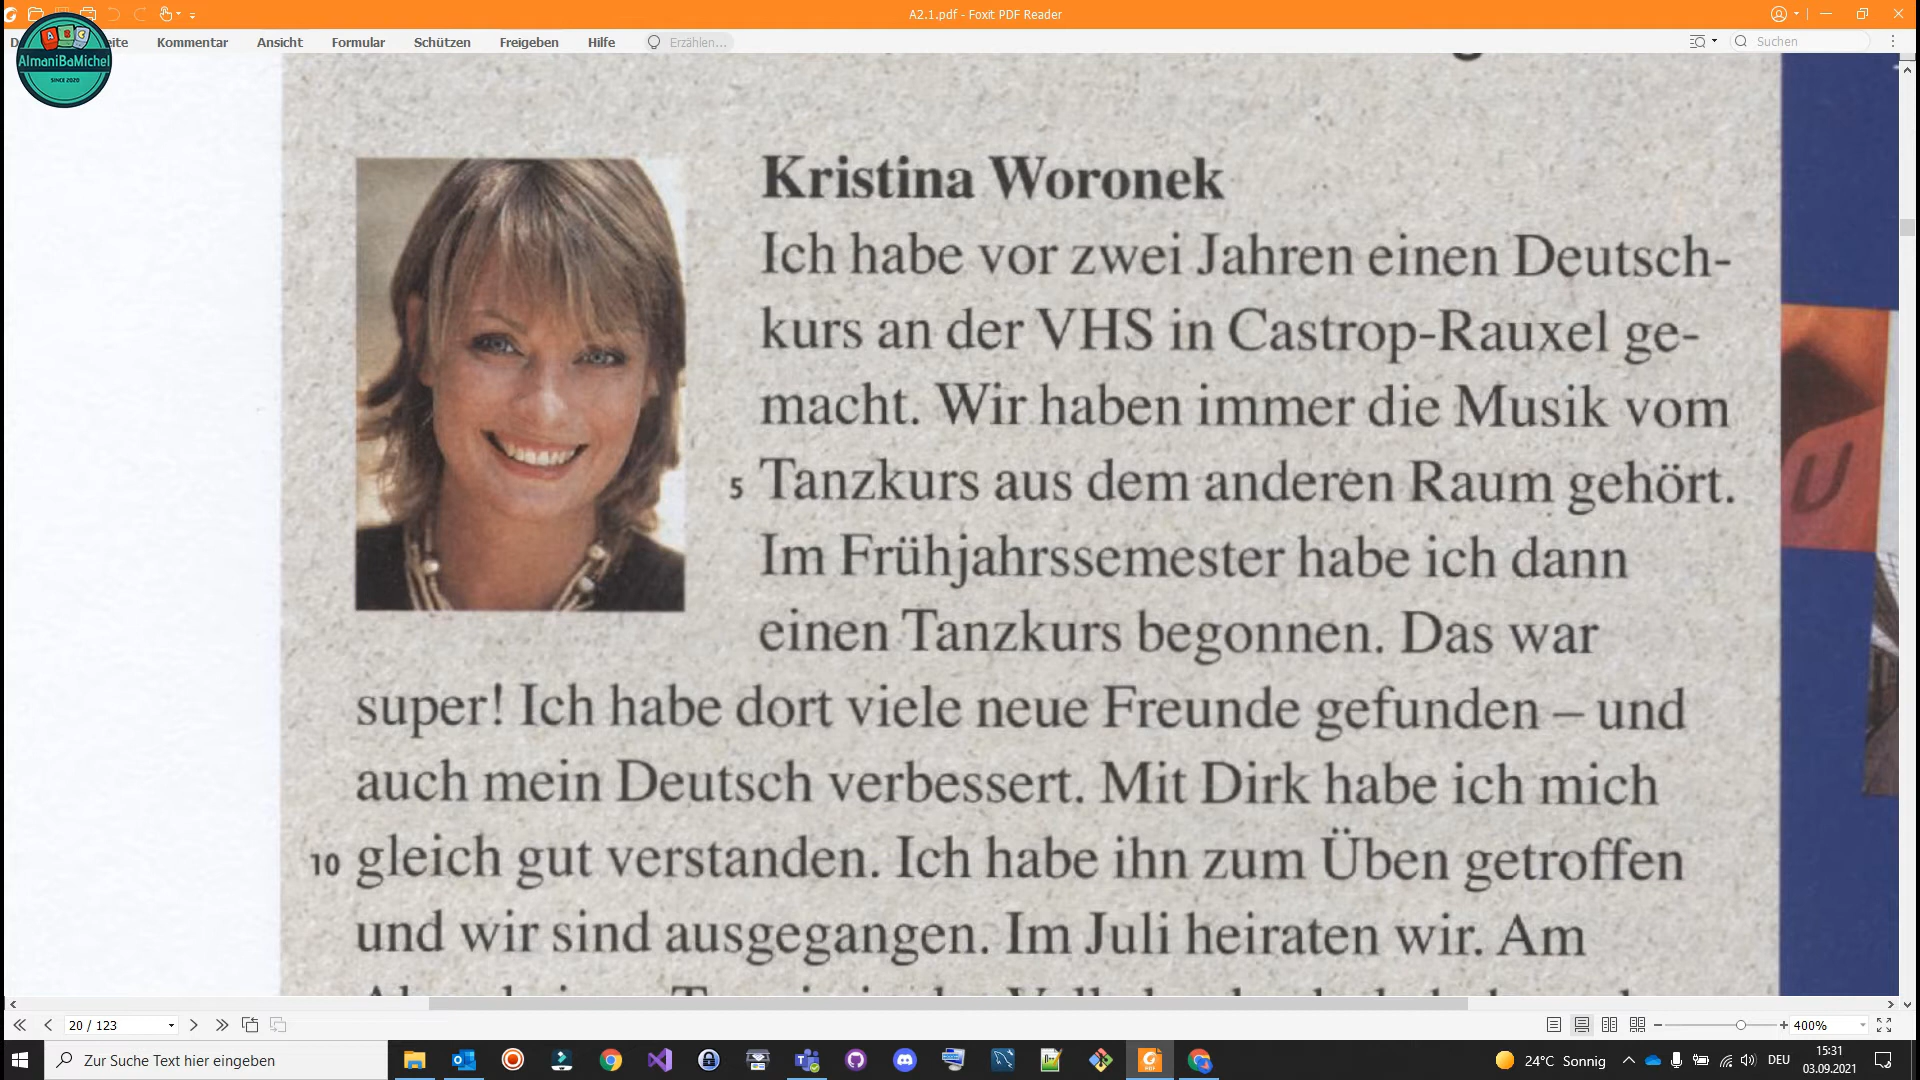 A2.1.pdf - Foxit PDF Reader
Kommentar Ansicht Formular Schützen Freigeben Hilfe Erzählen... Suchen
ABC
AlmaniBaMichel
SINCE 2020
Kristina Woronek
Ich habe vor zwei Jahren einen Deutsch-
kurs an der VHS in Castrop-Rauxel ge-
macht. Wir haben immer die Musik vom
5 Tanzkurs aus dem anderen Raum gehört.
Im Frühjahrssemester habe ich dann
einen Tanzkurs begonnen. Das war
super! Ich habe dort viele neue Freunde gefunden – und
auch mein Deutsch verbessert. Mit Dirk habe ich mich
10 gleich gut verstanden. Ich habe ihn zum Üben getroffen
und wir sind ausgegangen. Im Juli heiraten wir. Am
U
20 / 123
400%
Zur Suche Text hier eingeben
24°C Sonnig
DEU
15:31
03.09.2021